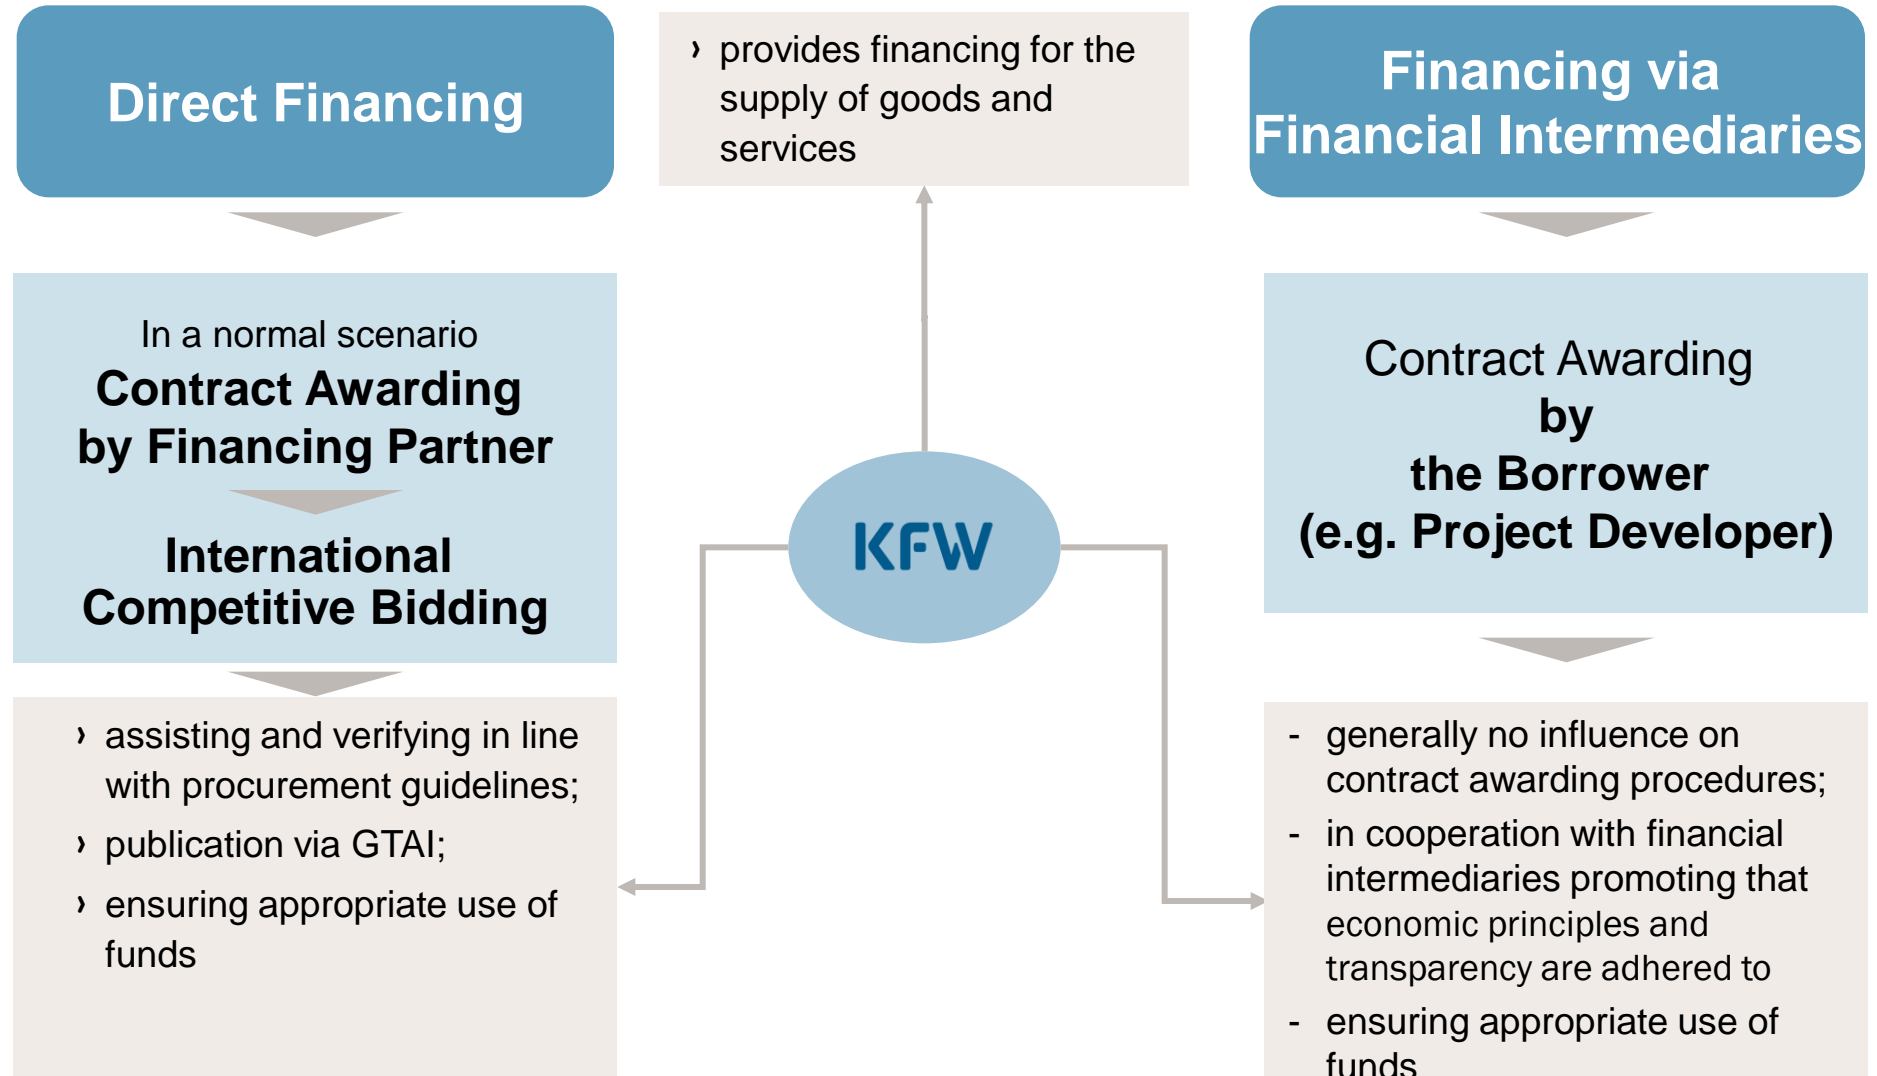 Direct Financing
In a normal scenario
Contract Awarding
by Financing Partner
International
Competitive Bidding
› assisting and verifying in line
with procurement guidelines;
› publication via GTAI;
› ensuring appropriate use of
funds
› provides financing for the
supply of goods and
services
KFW
Financing via
Financial Intermediaries
Contract Awarding
by
the Borrower
(e.g. Project Developer)
- generally no influence on
contract awarding procedures;
- in cooperation with financial
intermediaries promoting that
economic principles and
transparency are adhered to
- ensuring appropriate use of
funds